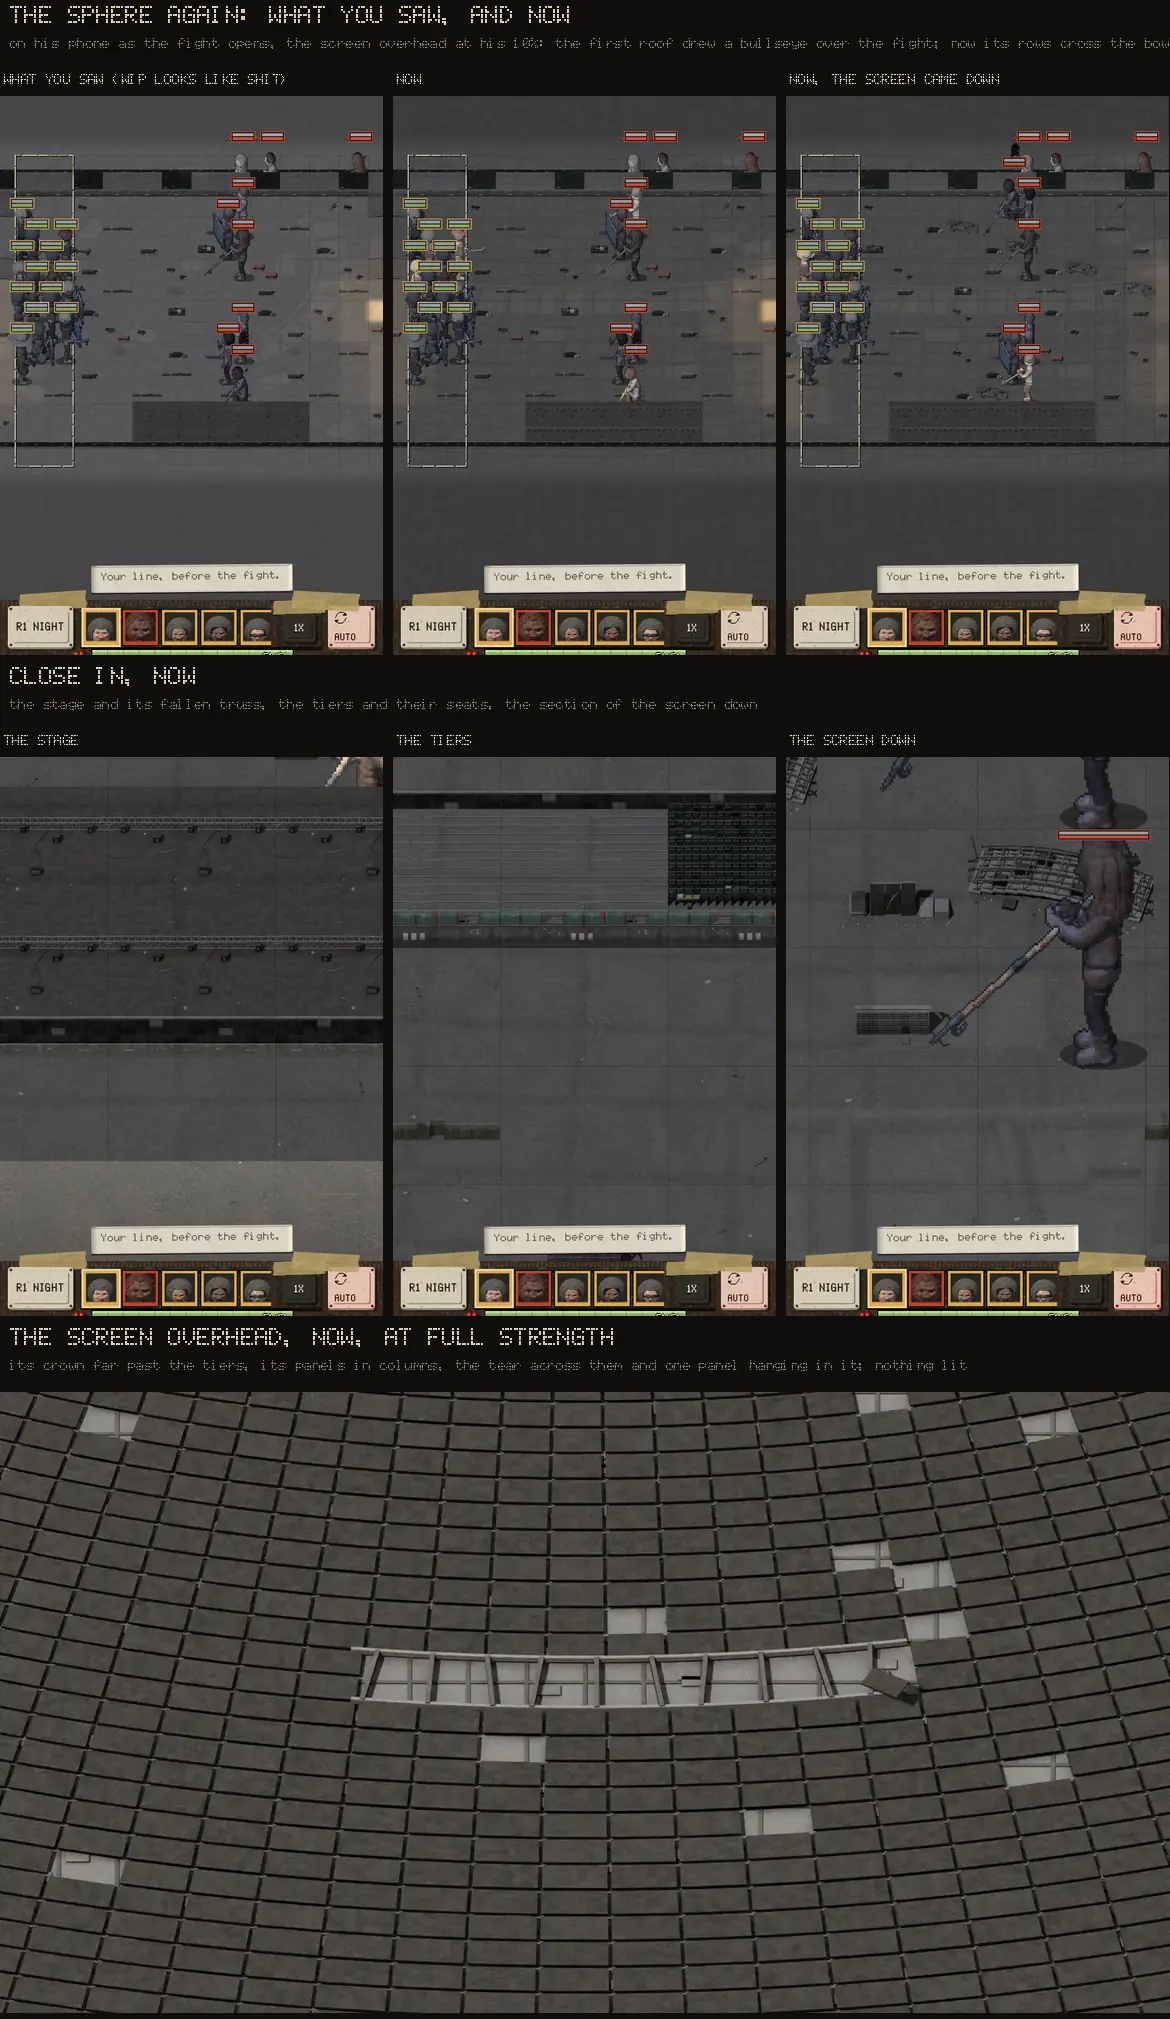 THE SPHERE AGAIN: WHAT YOU SAW, AND NOW
on his phone as the fight opens, the screen overhead at his 10%: the first roof drew a bullseye over the fight; now its rows cross the bow
WHAT YOU SAW (WIP LOOKS LIKE SHIT)
NOW
NOW, THE SCREEN CAME DOWN
Your line, before the fight.
Your line, before the fight.
Your line, before the fight.
R1 NIGHT
1X
AUTO
R1 NIGHT
1X
AUTO
R1 NIGHT
1X
AUTO
CLOSE IN, NOW
the stage and its fallen truss, the tiers and their seats, the section of the screen down
THE STAGE
THE TIERS
THE SCREEN DOWN
Your line, before the fight.
Your line, before the fight.
Your line, before the fight.
R1 NIGHT
1X
AUTO
R1 NIGHT
1X
AUTO
R1 NIGHT
1X
AUTO
THE SCREEN OVERHEAD, NOW, AT FULL STRENGTH
its crown far past the tiers, its panels in columns, the tear across them and one panel hanging in it; nothing lit